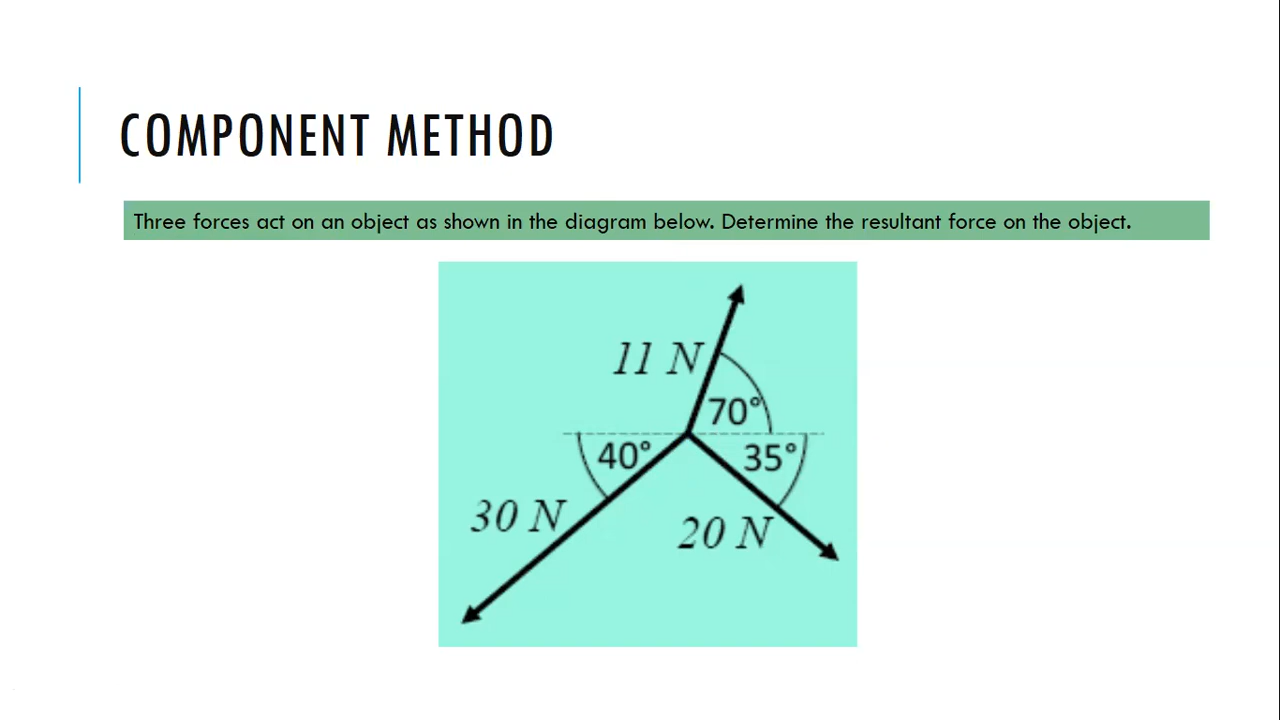 COMPONENT METHOD
Three forces act on an object as shown in the diagram below. Determine the resultant force on the object.
11 N
70°
40°
35°
30 N
20 N